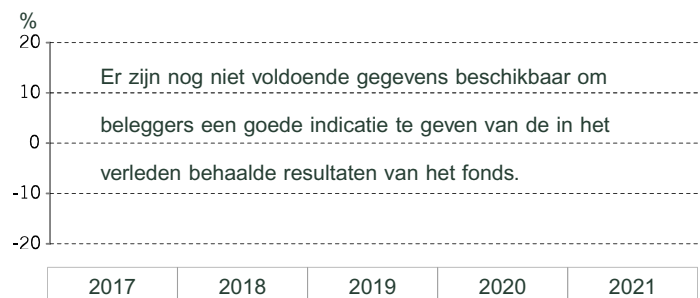 %
20
Er zijn nog niet voldoende gegevens beschikbaar om
10
beleggers een goede indicatie te geven van de in het
0
verleden behaalde resultaten van het fonds.
-10
-20
2017 2018 2019 2020 2021